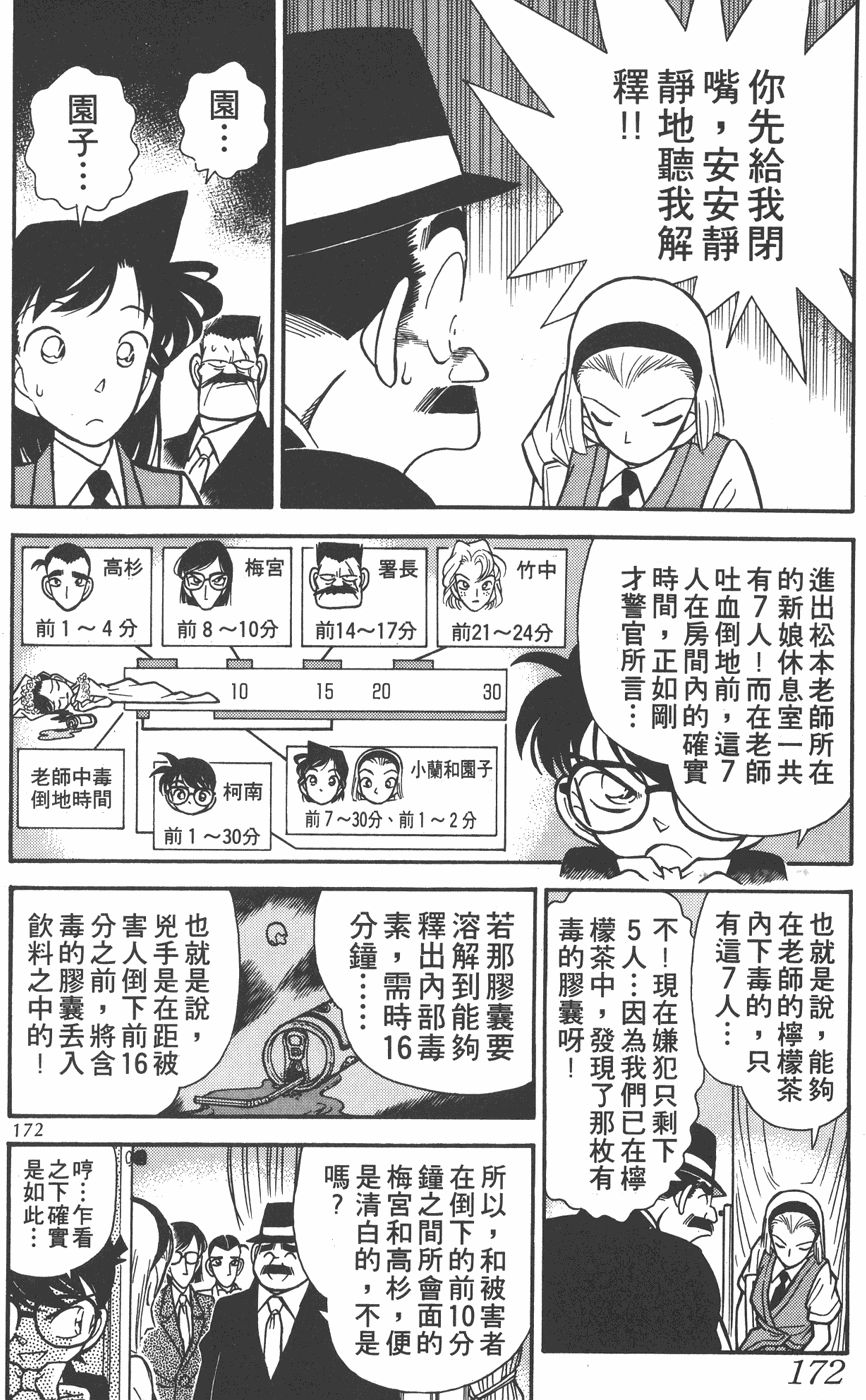 你先給我閉
嘴，安安靜
靜地聽我解
釋!!
園…
園子…
進出松本老師所在
的新娘休息室一共
有7人！而在老師
吐血倒地前，這7
人在房間內的確實
時間，正如剛
才警官所言…
高杉
前1～4分
梅宮
前8～10分
署長
前14～17分
竹中
前21～24分
10
15
20
30
老師中毒
倒地時間
柯南
前1～30分
小蘭和園子
前7～30分、前1～2分
也就是說，能夠
在老師的檸檬茶
內下毒的，只
有這7人…
不！現在嫌犯只剩下
5人…因為我們已在檸
檬茶中，發現了那枚有
毒的膠囊呀！
若那膠囊要
溶解到能夠
釋出內部毒
素，需時16
分鐘……
也就是說，
兇手是在距被
害人倒下前16
分之前，將含
毒的膠囊丟入
飲料之中的！
172
所以，和被害者
在倒下的前10分
鐘之間所會面的
梅宮和高杉，便
是清白的，不是
嗎？
哼…乍看
之下確實
是如此…
172